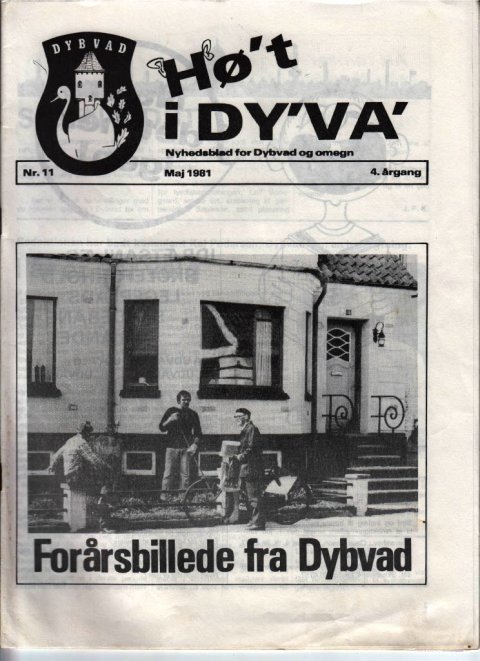 DYBVAD
Hø't
i DY'VA'
Nyhedsblad for Dybvad og omegn
Nr. 11 Maj 1981 4. årgang
Forårsbillede fra Dybvad